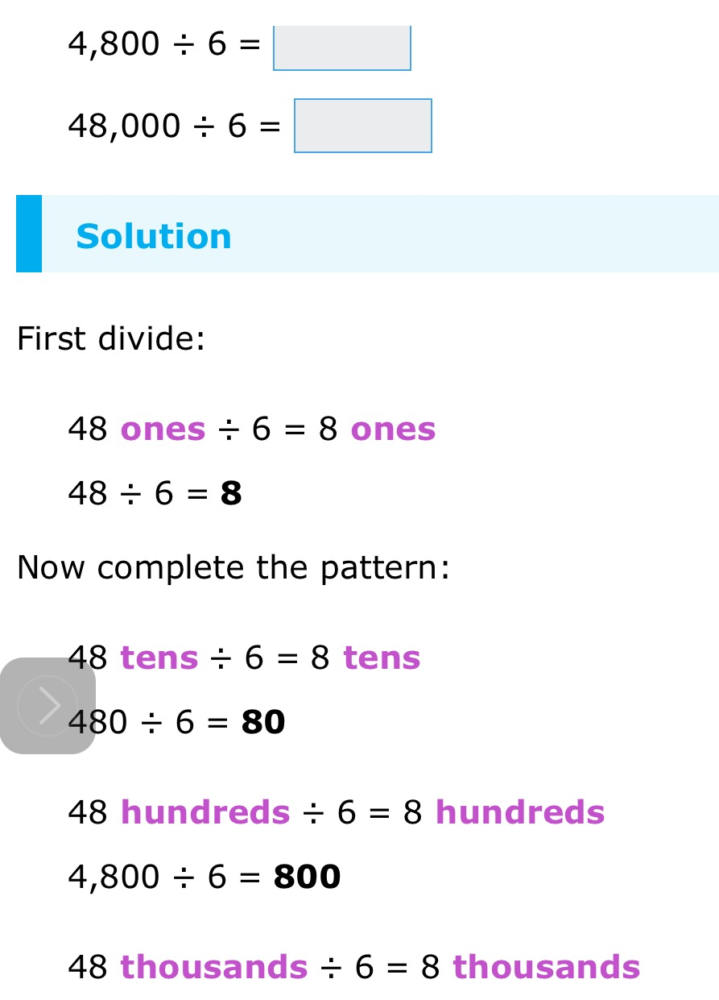 4,800 ÷ 6 =
48,000 ÷ 6 =
Solution
First divide:
48 ones ÷ 6 = 8 ones
48 ÷ 6 = 8
Now complete the pattern:
48 tens ÷ 6 = 8 tens
480 ÷ 6 = 80
48 hundreds ÷ 6 = 8 hundreds
4,800 ÷ 6 = 800
48 thousands ÷ 6 = 8 thousands